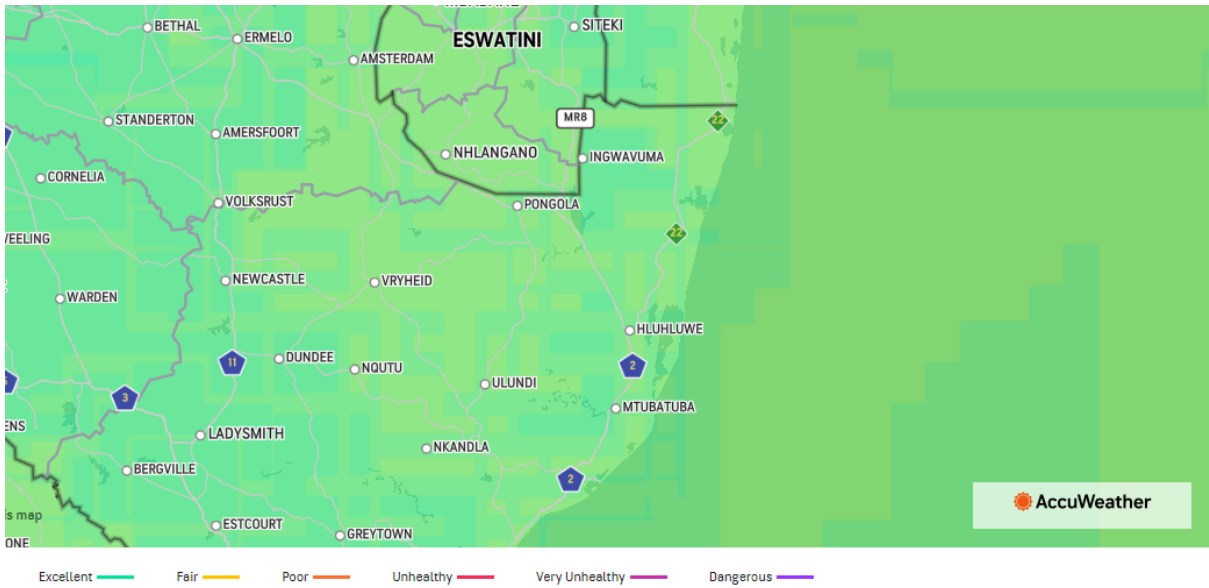 BETHAL
ERMELO
SITEKI
ESWATINI
AMSTERDAM
STANDERTON
AMERSFOORT
MR8
22
NHLANGANO
INGWAVUMA
CORNELIA
VOLKSRUST
PONGOLA
22
NEWCASTLE
VRYHEID
WARDEN
HLUHLUWE
11
DUNDEE
NQUTU
2
ULUNDI
3
MTUBATUBA
LADYSMITH
NKANDLA
BERGVILLE
2
AccuWeather
ESTCOURT
GREYTOWN
Excellent Fair Poor Unhealthy Very Unhealthy Dangerous